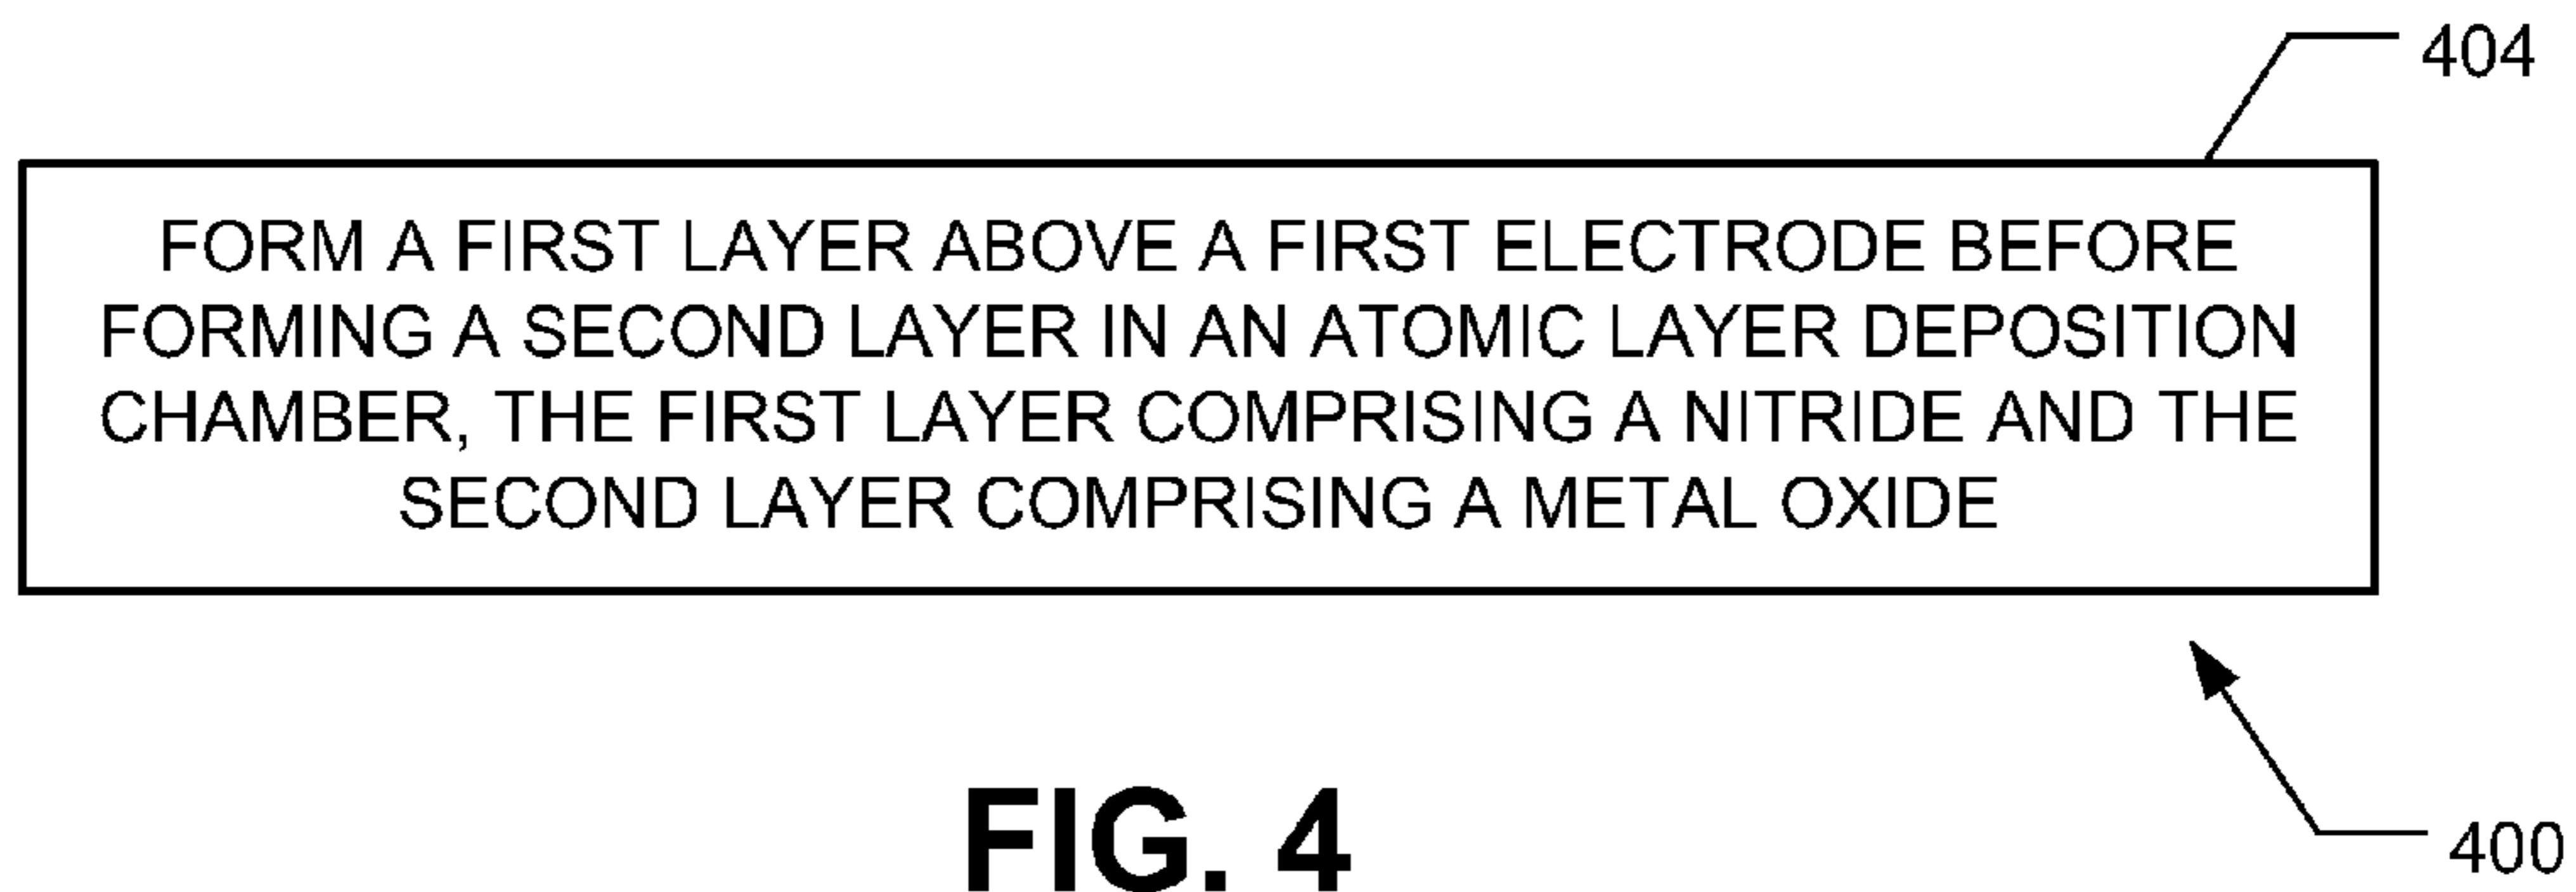 404
FORM A FIRST LAYER ABOVE A FIRST ELECTRODE BEFORE
FORMING A SECOND LAYER IN AN ATOMIC LAYER DEPOSITION
CHAMBER, THE FIRST LAYER COMPRISING A NITRIDE AND THE
SECOND LAYER COMPRISING A METAL OXIDE
400
FIG. 4